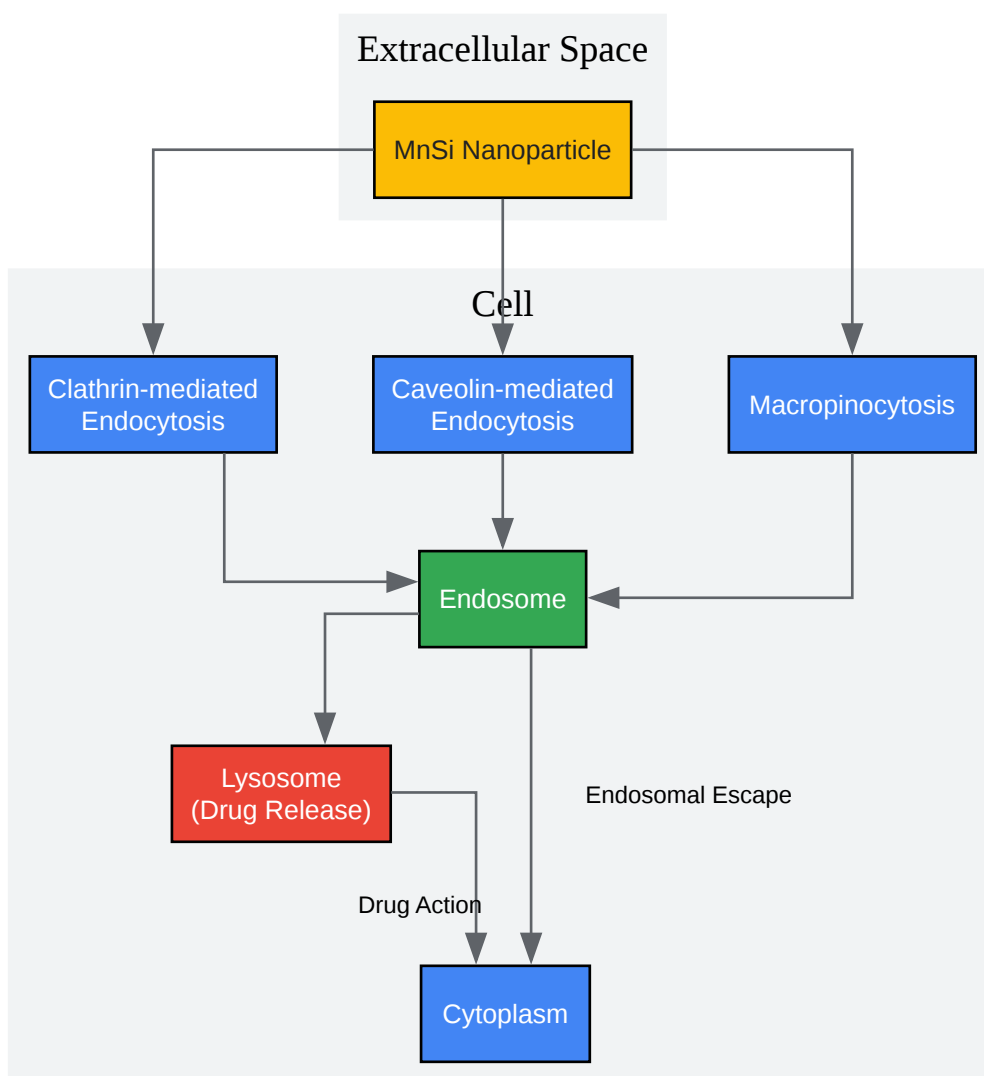 Extracellular Space
MnSi Nanoparticle
Cell
Clathrin-mediated
Endocytosis
Caveolin-mediated
Endocytosis
Macropinocytosis
Endosome
Lysosome
(Drug Release)
Endosomal Escape
Drug Action
Cytoplasm